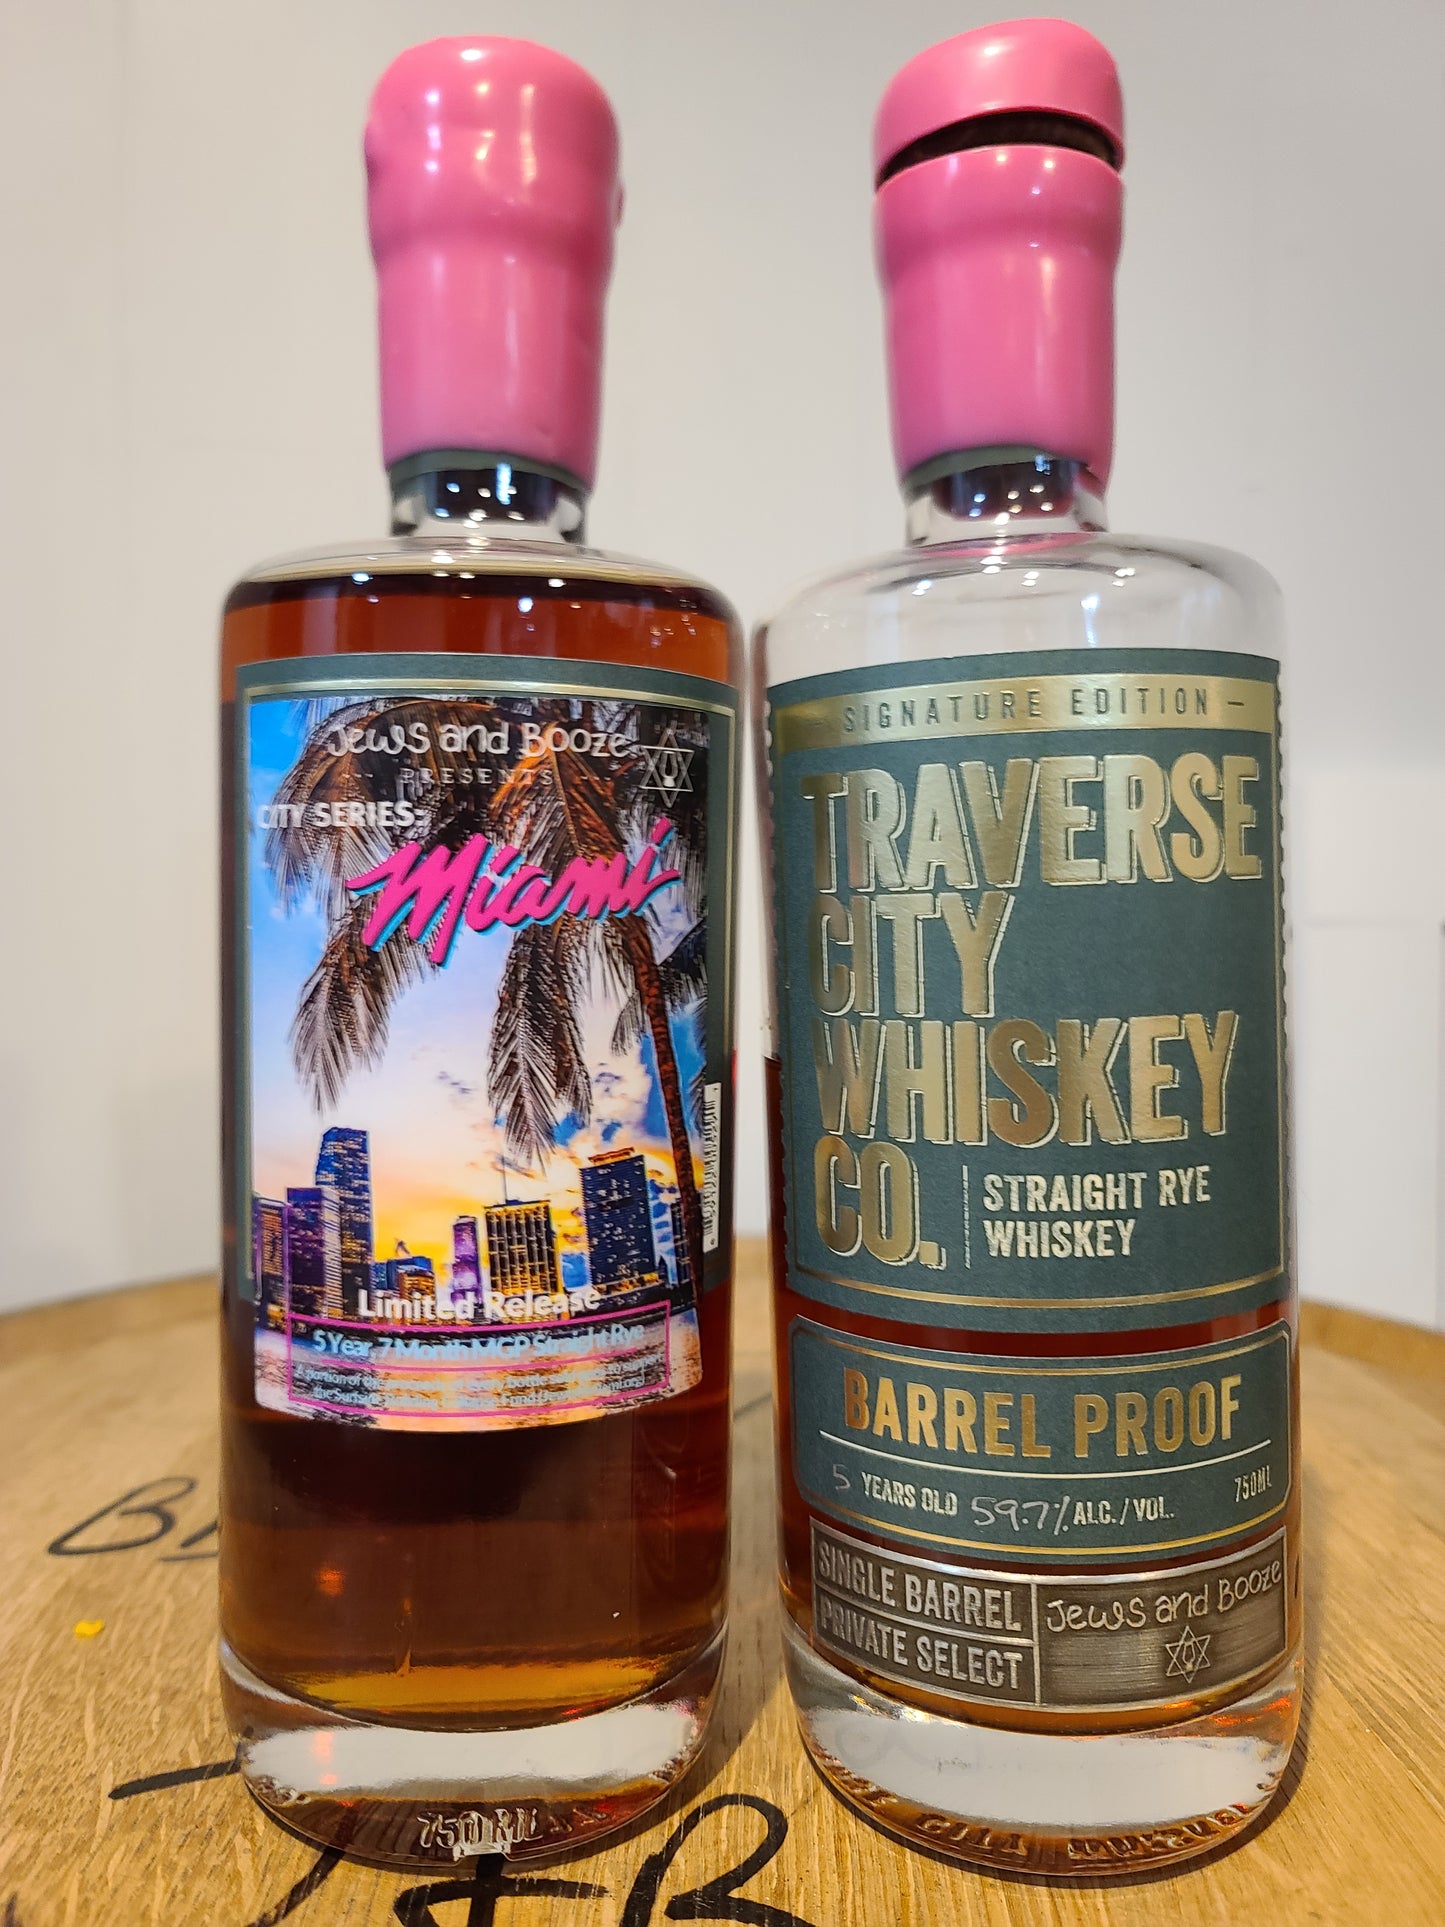 Jews and Booze
PRESENTS
CITY SERIES:
Miami
Limited Release
5 Year, 7 Month MGP Straight Rye
750 ML
- SIGNATURE EDITION -
TRAVERSE
CITY
WHISKEY
CO.
STRAIGHT RYE
WHISKEY
BARREL PROOF
5 YEARS OLD 59.7% ALC./VOL. 750ML
SINGLE BARREL
PRIVATE SELECT
Jews and Booze